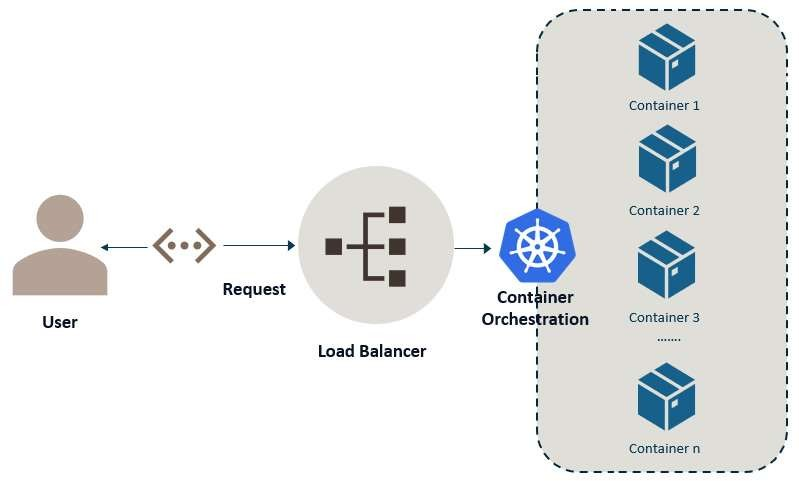 Container 1
Container 2
Request
Container
Orchestration
User
Container 3
.......
Load Balancer
Container n